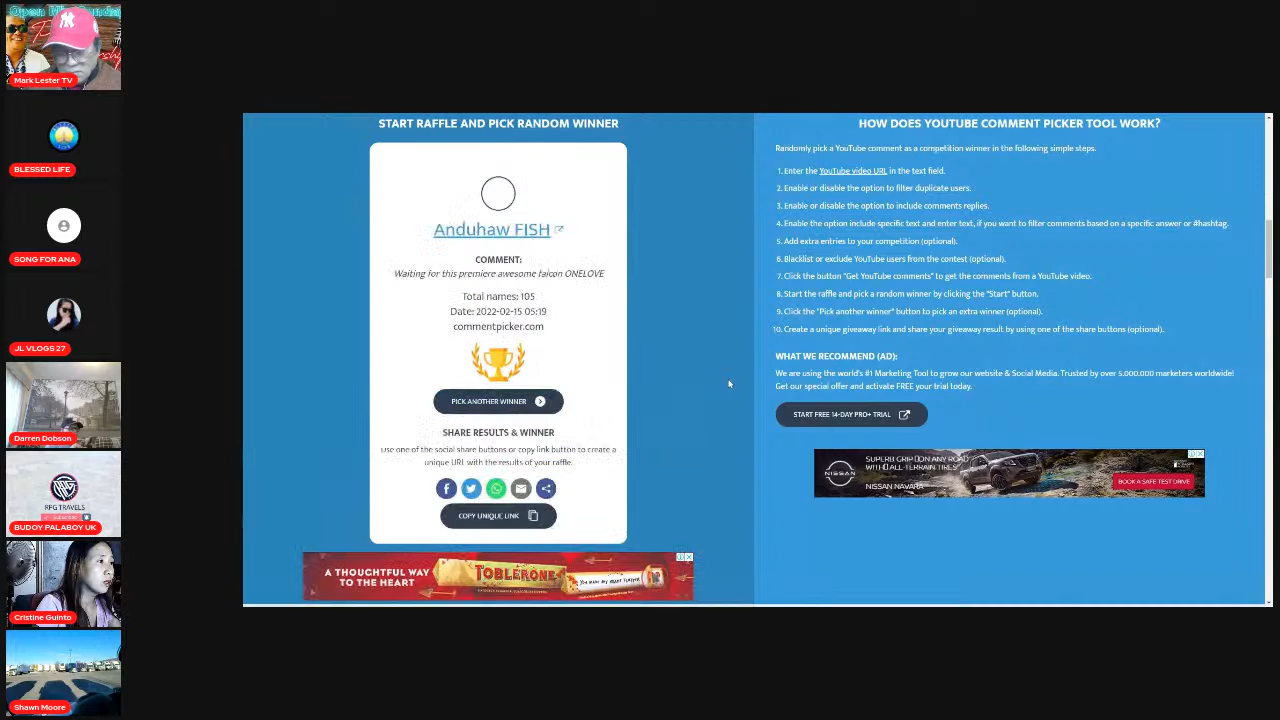 Mark Lester TV
BLESSED LIFE
SONG FOR ANA
JL VLOGS 27
Darren Dobson
RPG TRAVELS
BUDOY PALABOY UK
Cristine Guinto
Shawn Moore
START RAFFLE AND PICK RANDOM WINNER
Anduhaw FISH
COMMENT:
Waiting for this premiere awesome falcon ONELOVE
Total names: 105
Date: 2022-02-15 05:19
commentpicker.com
PICK ANOTHER WINNER
SHARE RESULTS & WINNER
Use one of the social share buttons or copy link button to create a
unique URL with the results of your raffle.
COPY UNIQUE LINK
A THOUGHTFUL WAY
TO THE HEART
TOBLERONE
HOW DOES YOUTUBE COMMENT PICKER TOOL WORK?
Randomly pick a YouTube comment as a competition winner in the following simple steps.
1. Enter the YouTube video URL in the text field.
2. Enable or disable the option to filter duplicate users.
3. Enable or disable the option to include comments replies.
4. Enable the option include specific text and enter text, if you want to filter comments based on a specific answer or #hashtag.
5. Add extra entries to your competition (optional).
6. Blacklist or exclude YouTube users from the contest (optional).
7. Click the button "Get YouTube comments" to get the comments from a YouTube video.
8. Start the raffle and pick a random winner by clicking the "Start" button.
9. Click the "Pick another winner" button to pick an extra winner (optional).
10. Create a unique giveaway link and share your giveaway result by using one of the share buttons (optional).
WHAT WE RECOMMEND (AD):
We are using the world's #1 Marketing Tool to grow our website & Social Media. Trusted by over 5.000.000 marketers worldwide!
Get our special offer and activate FREE your trial today.
START FREE 14-DAY PRO+ TRIAL
SUPERB GRIP ON ANY ROAD
WITH ALL-TERRAIN TIRES
NISSAN NAVARA
BOOK A SAFE TEST DRIVE